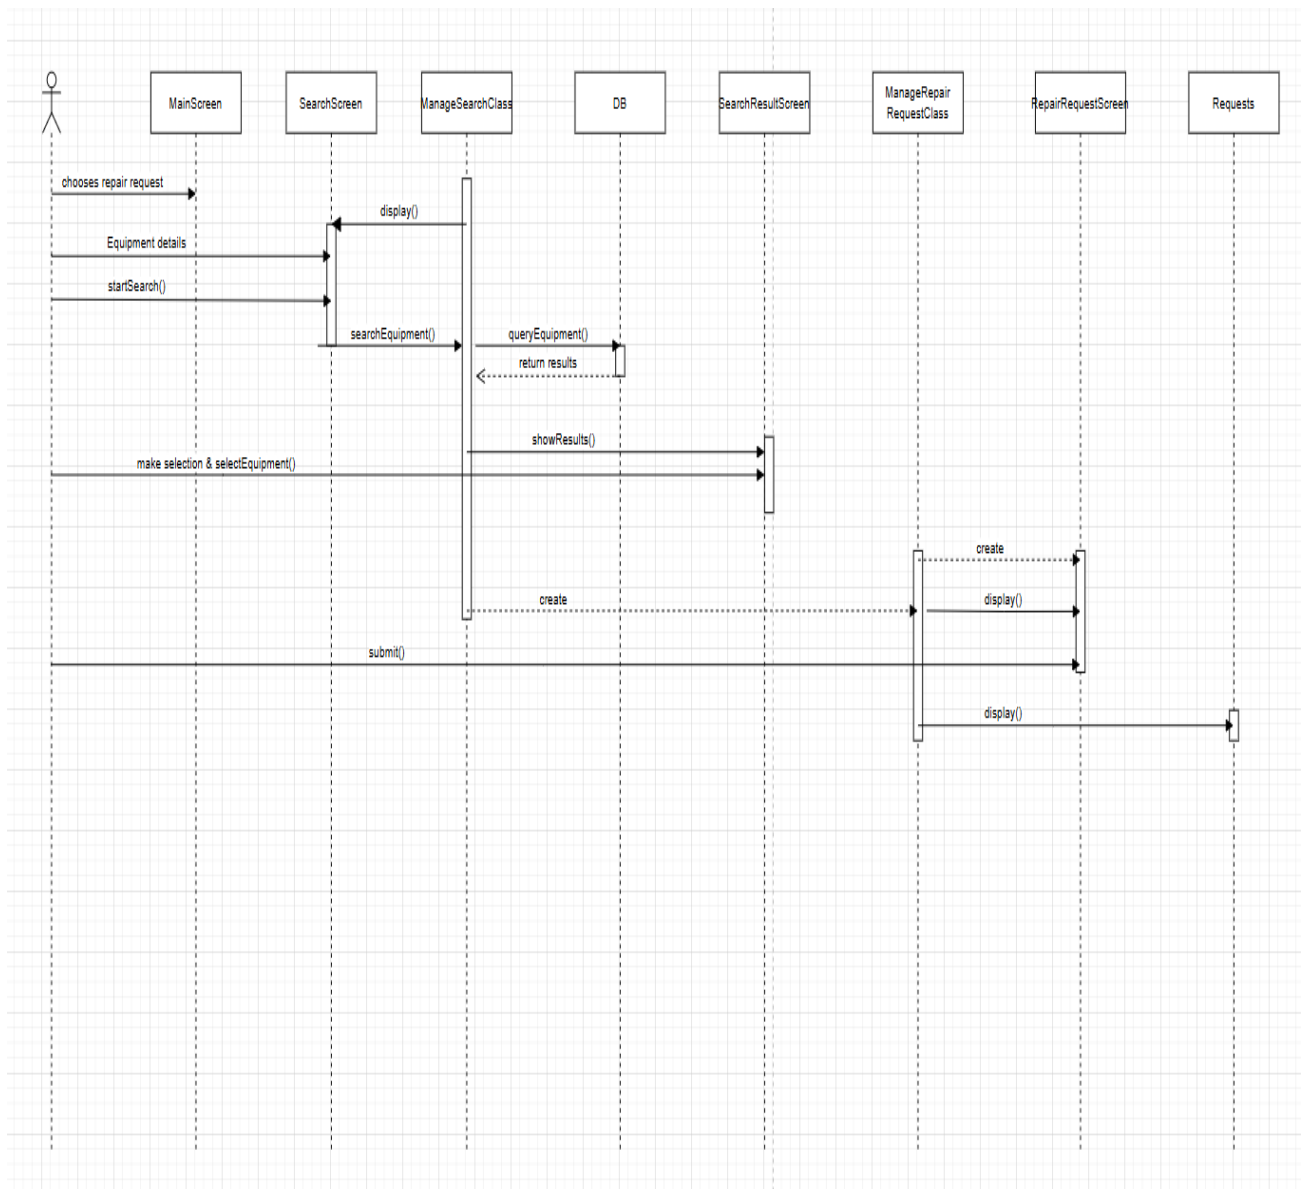 MainScreen
SearchScreen
ManageSearchClass
DB
SearchResultScreen
ManageRepair
RequestClass
RepairRequestScreen
Requests
chooses repair request
display()
Equipment details
startSearch()
searchEquipment()
queryEquipment()
return results
showResults()
make selection & selectEquipment()
create
create
display()
submit()
display()